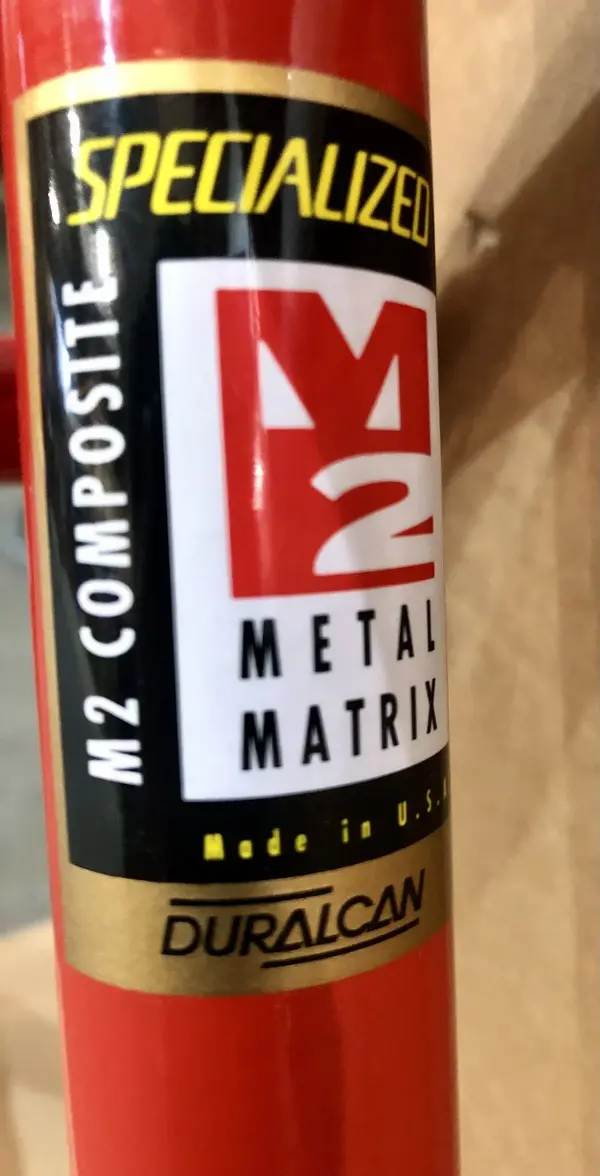 SPECIALIZED
M2 COMPOSITE
M2
METAL
MATRIX
Made in U.S.A
DURALCAN